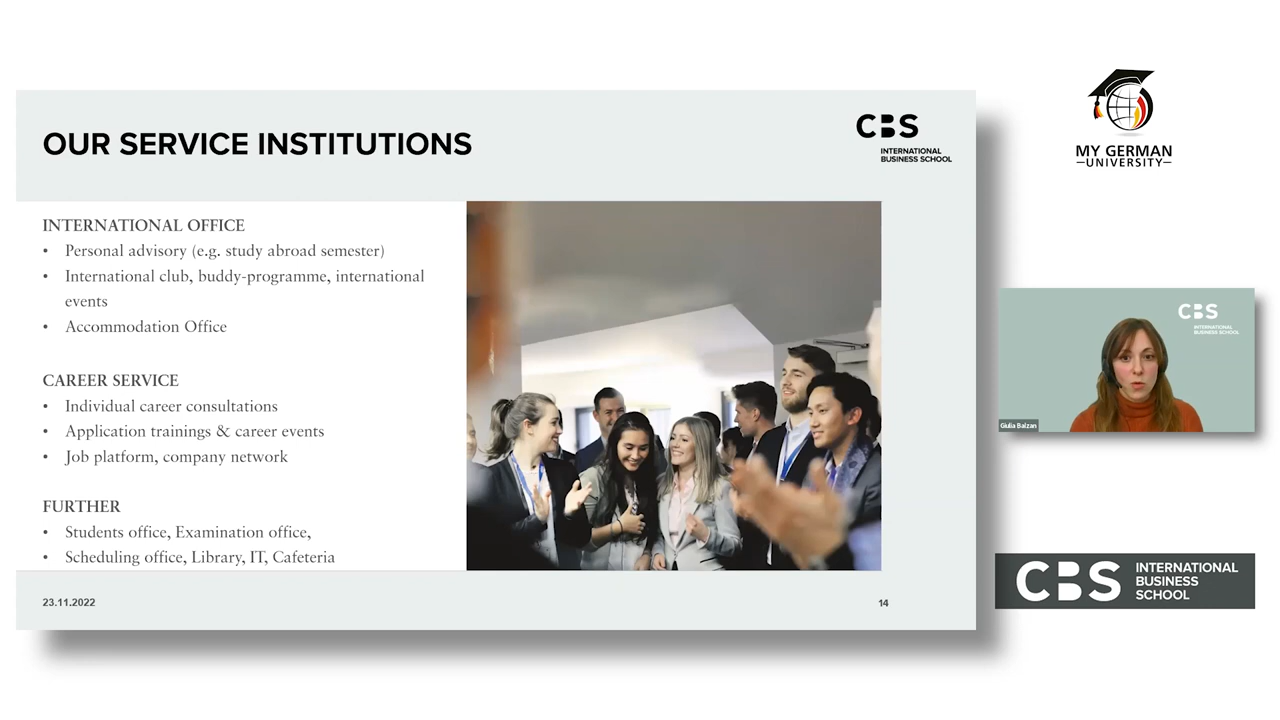 OUR SERVICE INSTITUTIONS
CBS
INTERNATIONAL
BUSINESS SCHOOL
INTERNATIONAL OFFICE
• Personal advisory (e.g. study abroad semester)
• International club, buddy-programme, international
events
• Accommodation Office
CAREER SERVICE
• Individual career consultations
• Application trainings & career events
• Job platform, company network
FURTHER
• Students office, Examination office,
• Scheduling office, Library, IT, Cafeteria
23.11.2022
14
MY GERMAN
UNIVERSITY
CBS
INTERNATIONAL
BUSINESS SCHOOL
Giulia Balzan
CBS
INTERNATIONAL
BUSINESS
SCHOOL